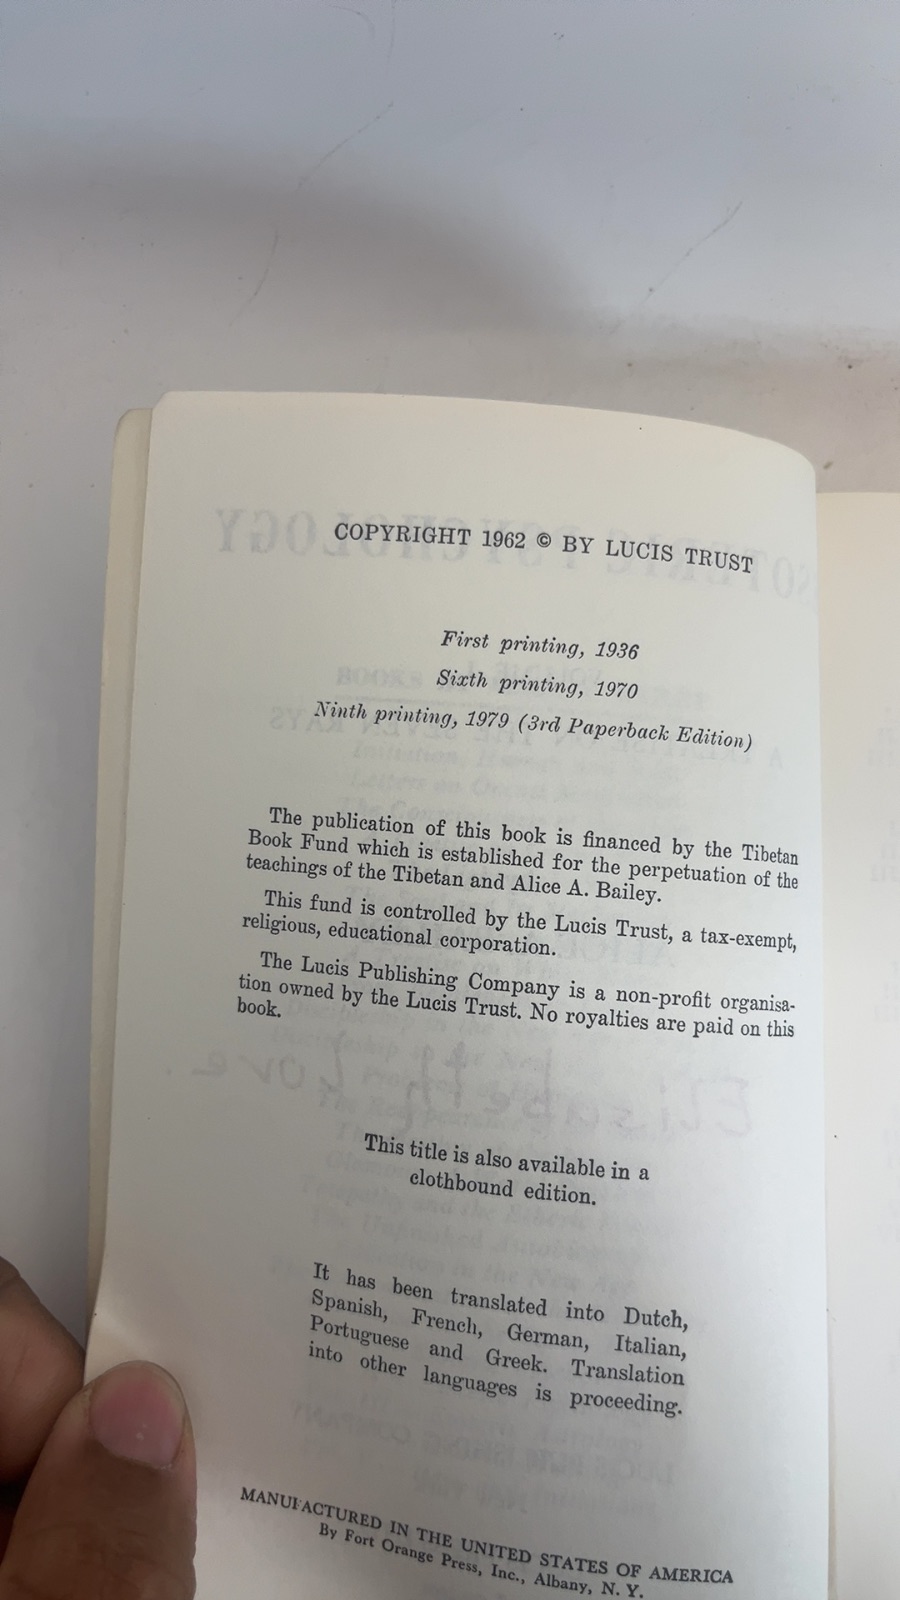 COPYRIGHT 1962 © BY LUCIS TRUST
First printing, 1936
Sixth printing, 1970
Ninth printing, 1979 (3rd Paperback Edition)
The publication of this book is financed by the Tibetan
Book Fund which is established for the perpetuation of the
teachings of the Tibetan and Alice A. Bailey.
This fund is controlled by the Lucis Trust, a tax-exempt,
religious, educational corporation.
The Lucis Publishing Company is a non-profit organisa-
tion owned by the Lucis Trust. No royalties are paid on this
book.
This title is also available in a
clothbound edition.
It has been translated into Dutch,
Spanish, French, German, Italian,
Portuguese and Greek. Translation
into other languages is proceeding.
MANUFACTURED IN THE UNITED STATES OF AMERICA
By Fort Orange Press, Inc., Albany, N. Y.